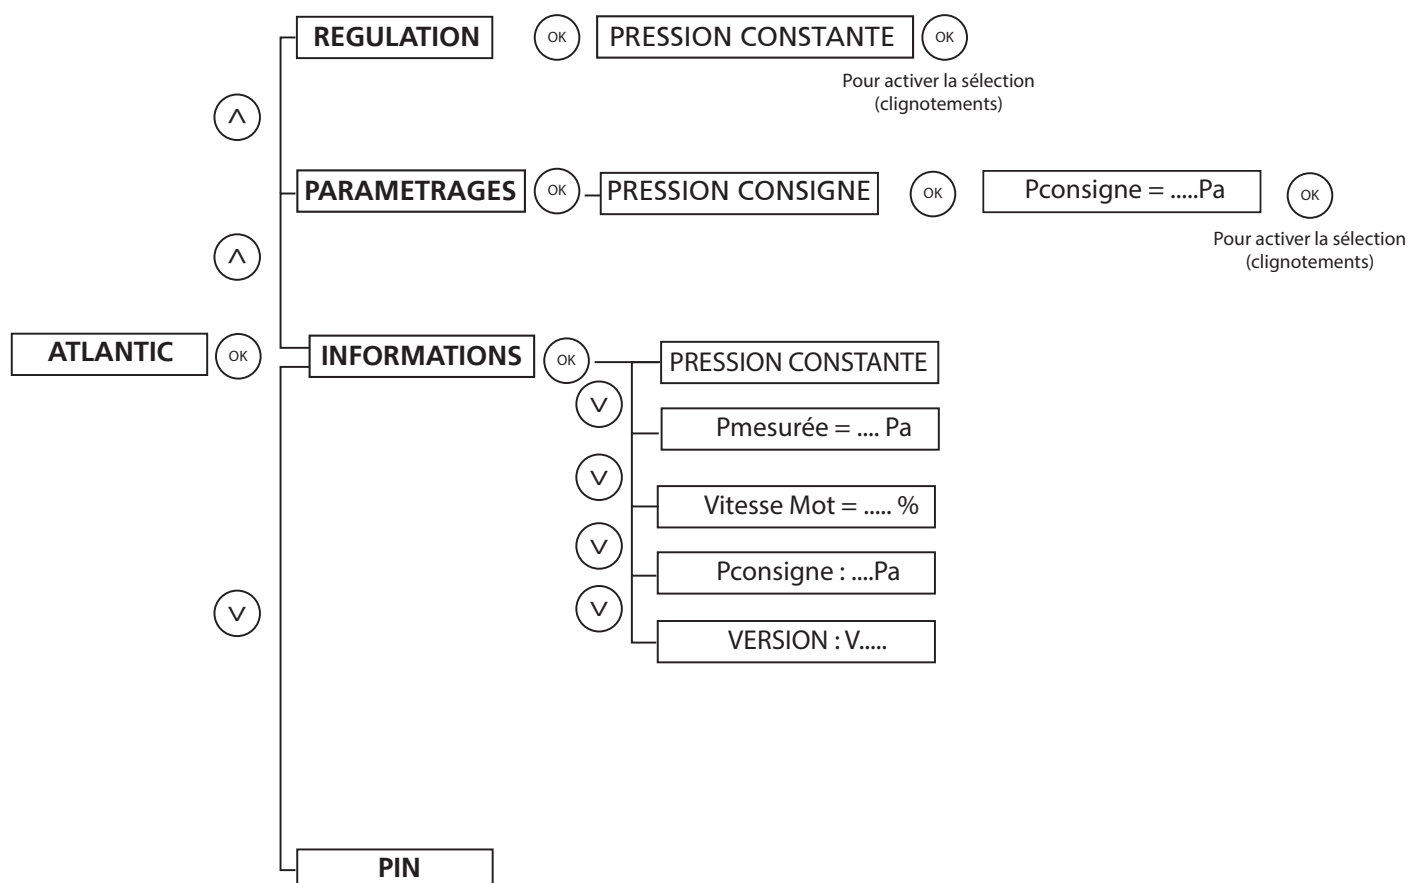 REGULATION
OK
PRESSION CONSTANTE
OK
Pour activer la sélection
(clignotements)
PARAMETRAGES
OK
PRESSION CONSIGNE
OK
Pconsigne = .....Pa
OK
Pour activer la sélection
(clignotements)
ATLANTIC
OK
INFORMATIONS
OK
PRESSION CONSTANTE
Pmesurée = .... Pa
Vitesse Mot = ..... %
Pconsigne : ....Pa
VERSION : V.....
PIN